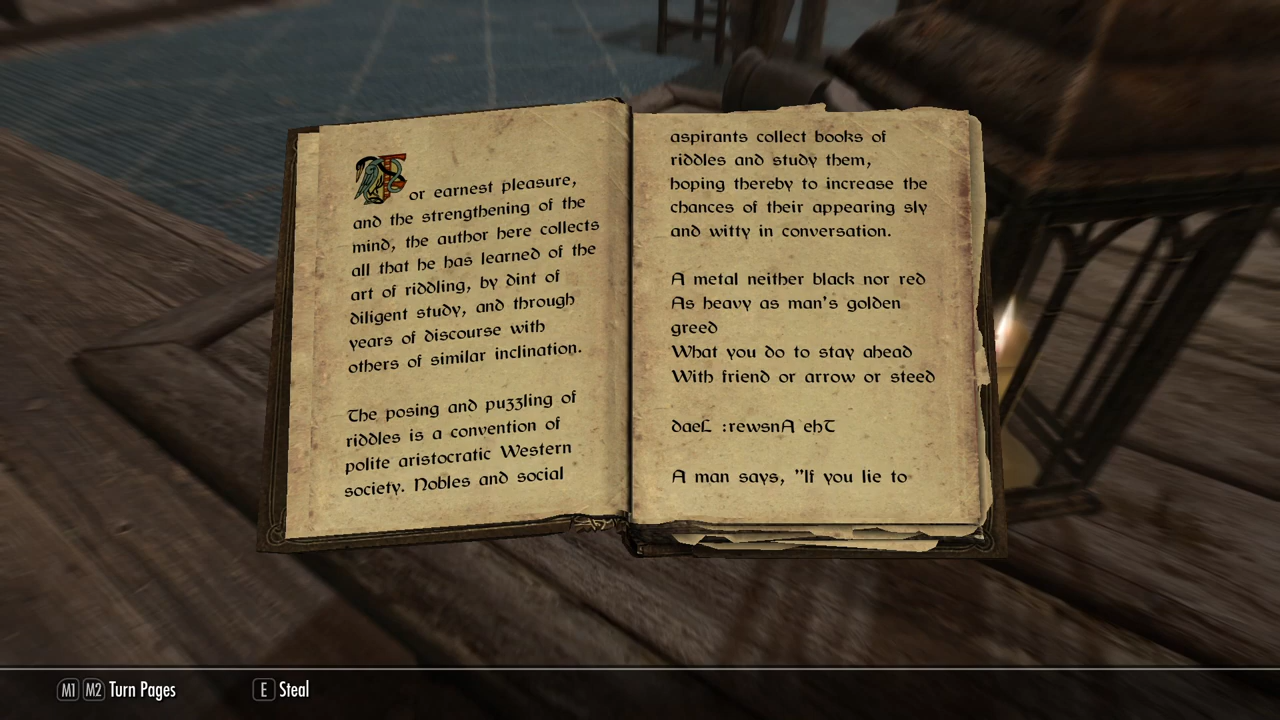 For earnest pleasure,
and the strengthening of the
mind, the author here collects
all that he has learned of the
art of riddling, by dint of
diligent study, and through
years of discourse with
others of similar inclination.
The posing and puzzling of
riddles is a convention of
polite aristocratic Western
society. Nobles and social
aspirants collect books of
riddles and study them,
hoping thereby to increase the
chances of their appearing sly
and witty in conversation.
A metal neither black nor red
As heavy as man's golden
greed
What you do to stay ahead
With friend or arrow or steed
daeL :rewsnA ehT
A man says, "If you lie to
M1 M2 Turn Pages
E Steal